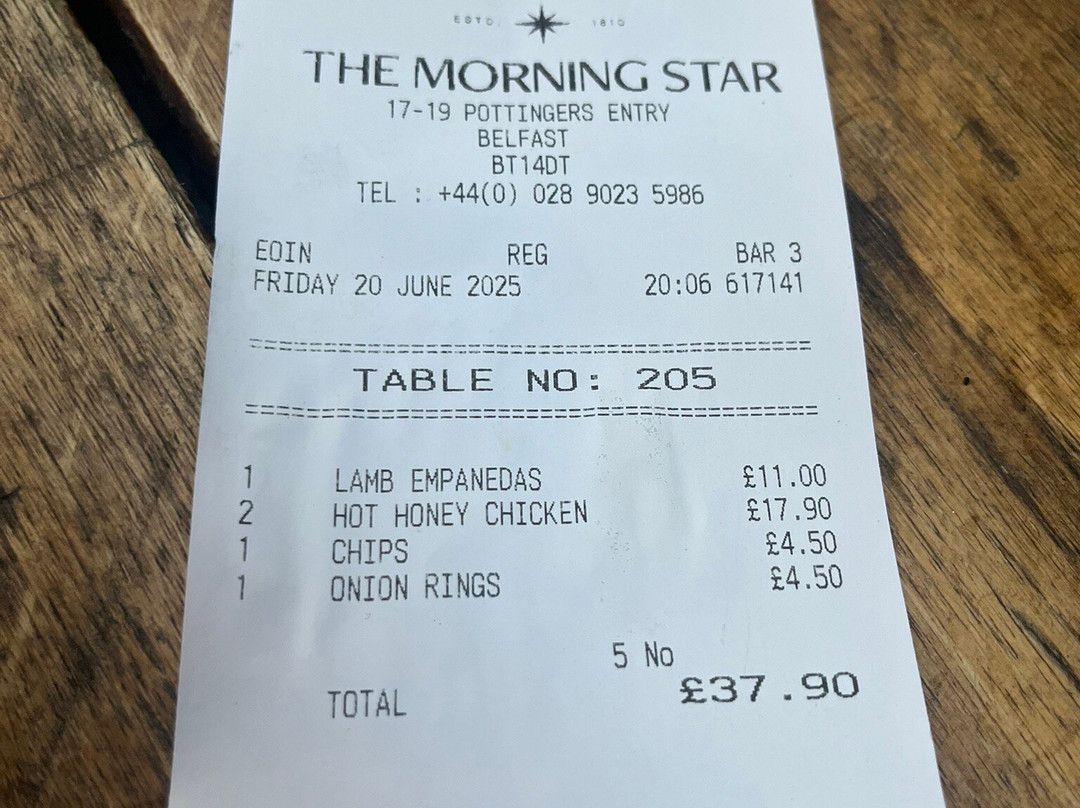 ESTD. 1810
THE MORNING STAR
17-19 POTTINGERS ENTRY
BELFAST
BT14DT
TEL : +44(0) 028 9023 5986
EOIN REG BAR 3
FRIDAY 20 JUNE 2025 20:06 617141
==========================================
TABLE NO: 205
==========================================
1 LAMB EMPANEDAS £11.00
2 HOT HONEY CHICKEN £17.90
1 CHIPS £4.50
1 ONION RINGS £4.50
5 No
TOTAL £37.90